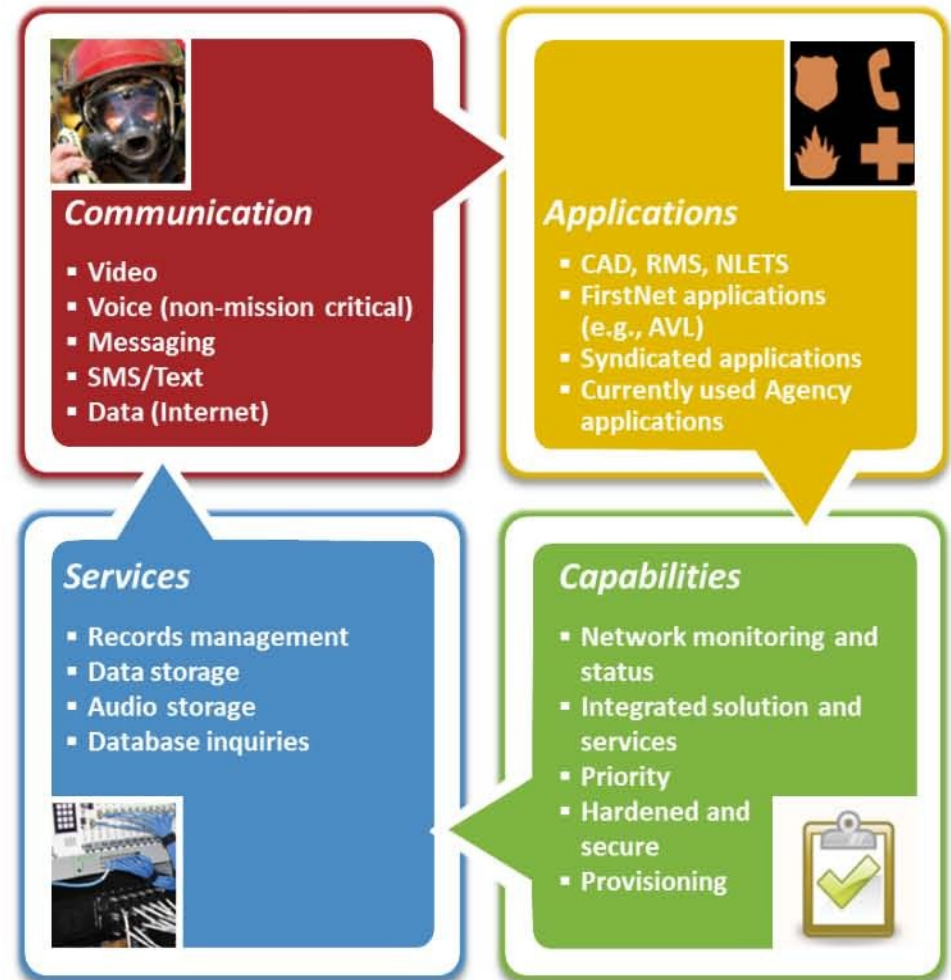 Communication
▪ Video
▪ Voice (non-mission critical)
▪ Messaging
▪ SMS/Text
▪ Data (Internet)
Applications
▪ CAD, RMS, NLETS
▪ FirstNet applications
(e.g., AVL)
▪ Syndicated applications
▪ Currently used Agency
applications
Services
▪ Records management
▪ Data storage
▪ Audio storage
▪ Database inquiries
Capabilities
▪ Network monitoring and
status
▪ Integrated solution and
services
▪ Priority
▪ Hardened and
secure
▪ Provisioning